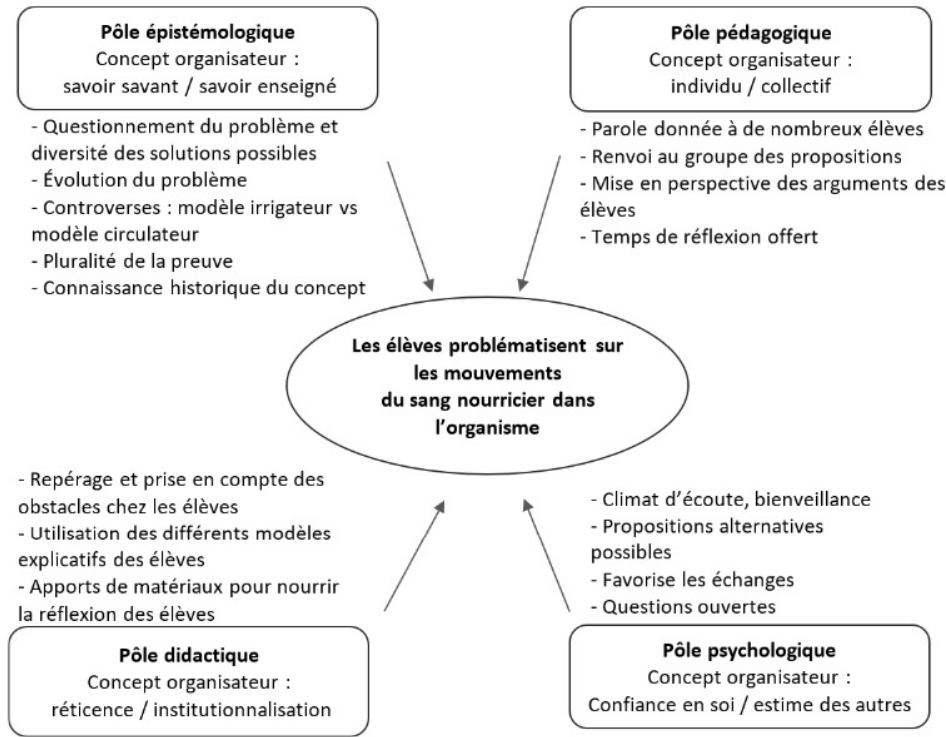 Pôle épistémologique
Concept organisateur :
savoir savant / savoir enseigné
- Questionnement du problème et
diversité des solutions possibles
- Évolution du problème
- Controverses : modèle irrigateur vs
modèle circulateur
- Pluralité de la preuve
- Connaissance historique du concept
Pôle pédagogique
Concept organisateur :
individu / collectif
- Parole donnée à de nombreux élèves
- Renvoi au groupe des propositions
- Mise en perspective des arguments des
élèves
- Temps de réflexion offert
Les élèves problématisent sur
les mouvements
du sang nourricier dans
l'organisme
- Repérage et prise en compte des
obstacles chez les élèves
- Utilisation des différents modèles
explicatifs des élèves
- Apports de matériaux pour nourrir
la réflexion des élèves
Pôle didactique
Concept organisateur :
réticence / institutionnalisation
- Climat d'écoute, bienveillance
- Propositions alternatives
possibles
- Favorise les échanges
- Questions ouvertes
Pôle psychologique
Concept organisateur :
Confiance en soi / estime des autres